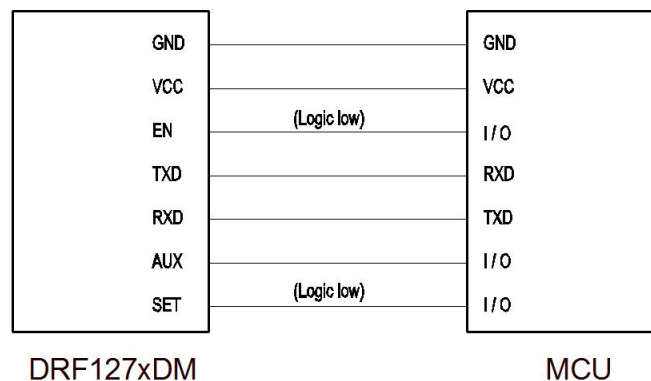 GND GND
VCC VCC
(Logic low)
EN I/O
TXD RXD
RXD TXD
AUX I/O
(Logic low)
SET I/O
DRF127xDM MCU